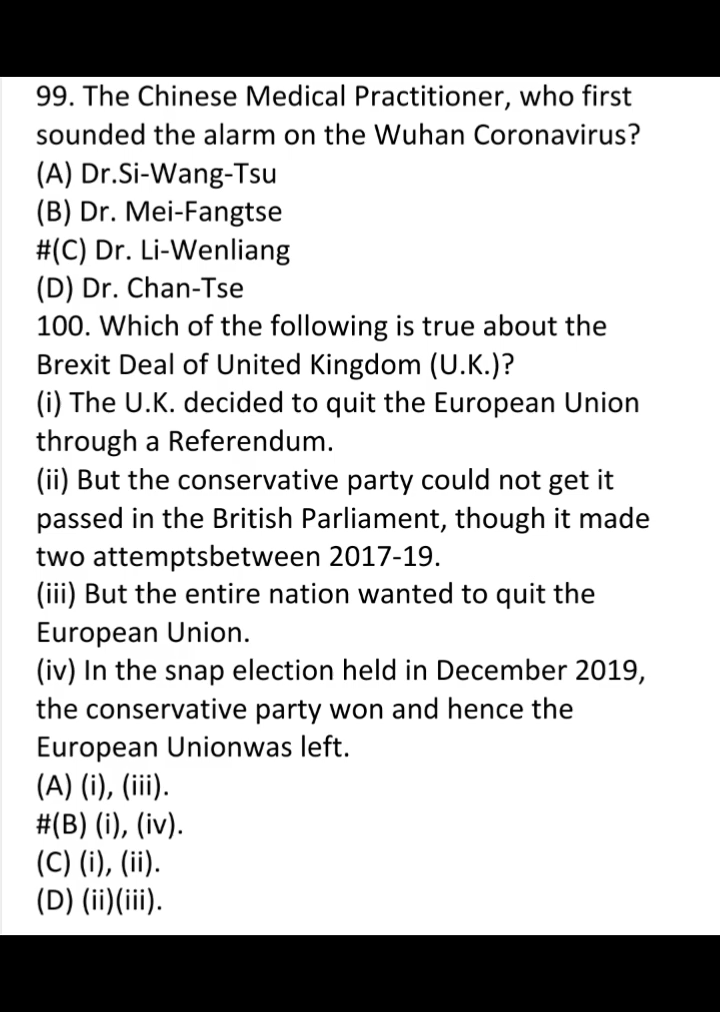 99. The Chinese Medical Practitioner, who first
sounded the alarm on the Wuhan Coronavirus?
(A) Dr.Si-Wang-Tsu
(B) Dr. Mei-Fangtse
#(C) Dr. Li-Wenliang
(D) Dr. Chan-Tse
100. Which of the following is true about the
Brexit Deal of United Kingdom (U.K.)?
(i) The U.K. decided to quit the European Union
through a Referendum.
(ii) But the conservative party could not get it
passed in the British Parliament, though it made
two attemptsbetween 2017-19.
(iii) But the entire nation wanted to quit the
European Union.
(iv) In the snap election held in December 2019,
the conservative party won and hence the
European Unionwas left.
(A) (i), (iii).
#(B) (i), (iv).
(C) (i), (ii).
(D) (ii)(iii).